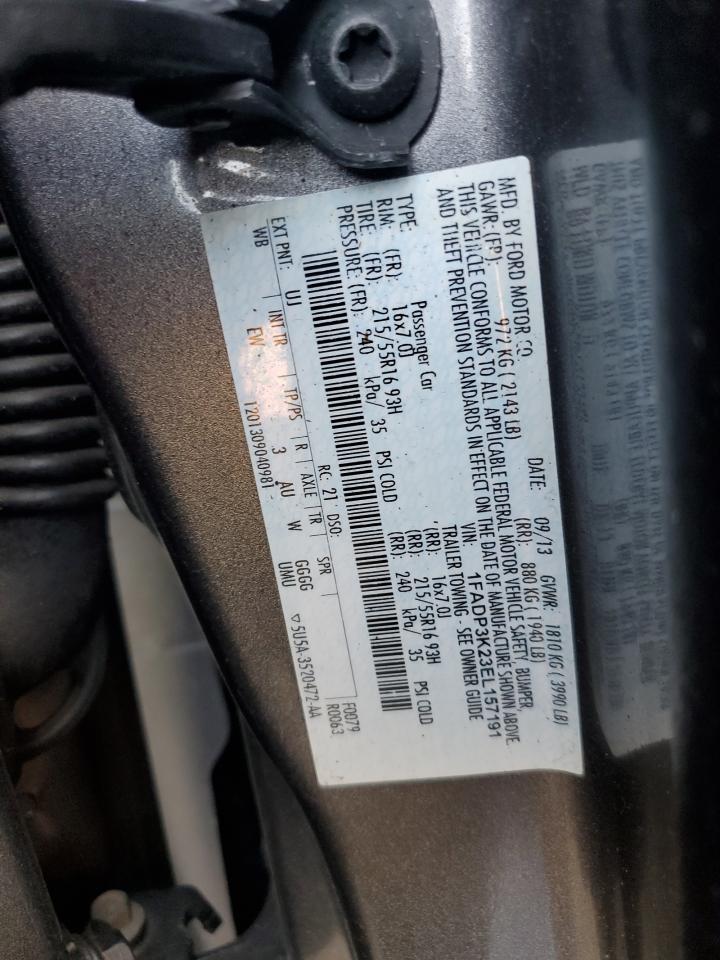 MFD. BY FORD MOTOR CO.
DATE: 09/13 GVWR: 1810 KG ( 3990 LB)
GAWR: (FR): 972 KG ( 2143 LB) (RR): 880 KG ( 1940 LB)
THIS VEHICLE CONFORMS TO ALL APPLICABLE FEDERAL MOTOR VEHICLE SAFETY, BUMPER,
AND THEFT PREVENTION STANDARDS IN EFFECT ON THE DATE OF MANUFACTURE SHOWN ABOVE.
VIN: 1FADP3K23EL157191
TYPE: Passenger Car TRAILER TOWING - SEE OWNER GUIDE
RIM: (FR): 16x7.0J (RR): 16x7.0J
TIRE: (FR): 215/55R16 93H (RR): 215/55R16 93H
PRESSURE: (FR): 240 kPa/ 35 PSI COLD (RR): 240 kPa/ 35 PSI COLD
F0079
R0063
RC: 21 DSO:
EXT PNT: UJ INT TR TP/PS R AXLE TR SPR
WB EW 3 AU W GGGG
UMU
1201309040981
5U5A-3520472-AA